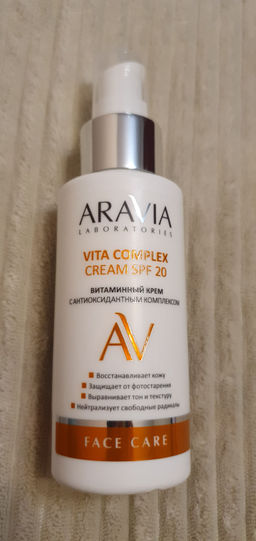 ARAVIA
LABORATORIES
VITA COMPLEX
CREAM SPF 20
ВИТАМИННЫЙ КРЕМ
С АНТИОКСИДАНТНЫМ КОМПЛЕКСОМ
AV
Восстанавливает кожу
Защищает от фотостарения
Выравнивает тон и текстуру
Нейтрализует свободные радикалы
FACE CARE